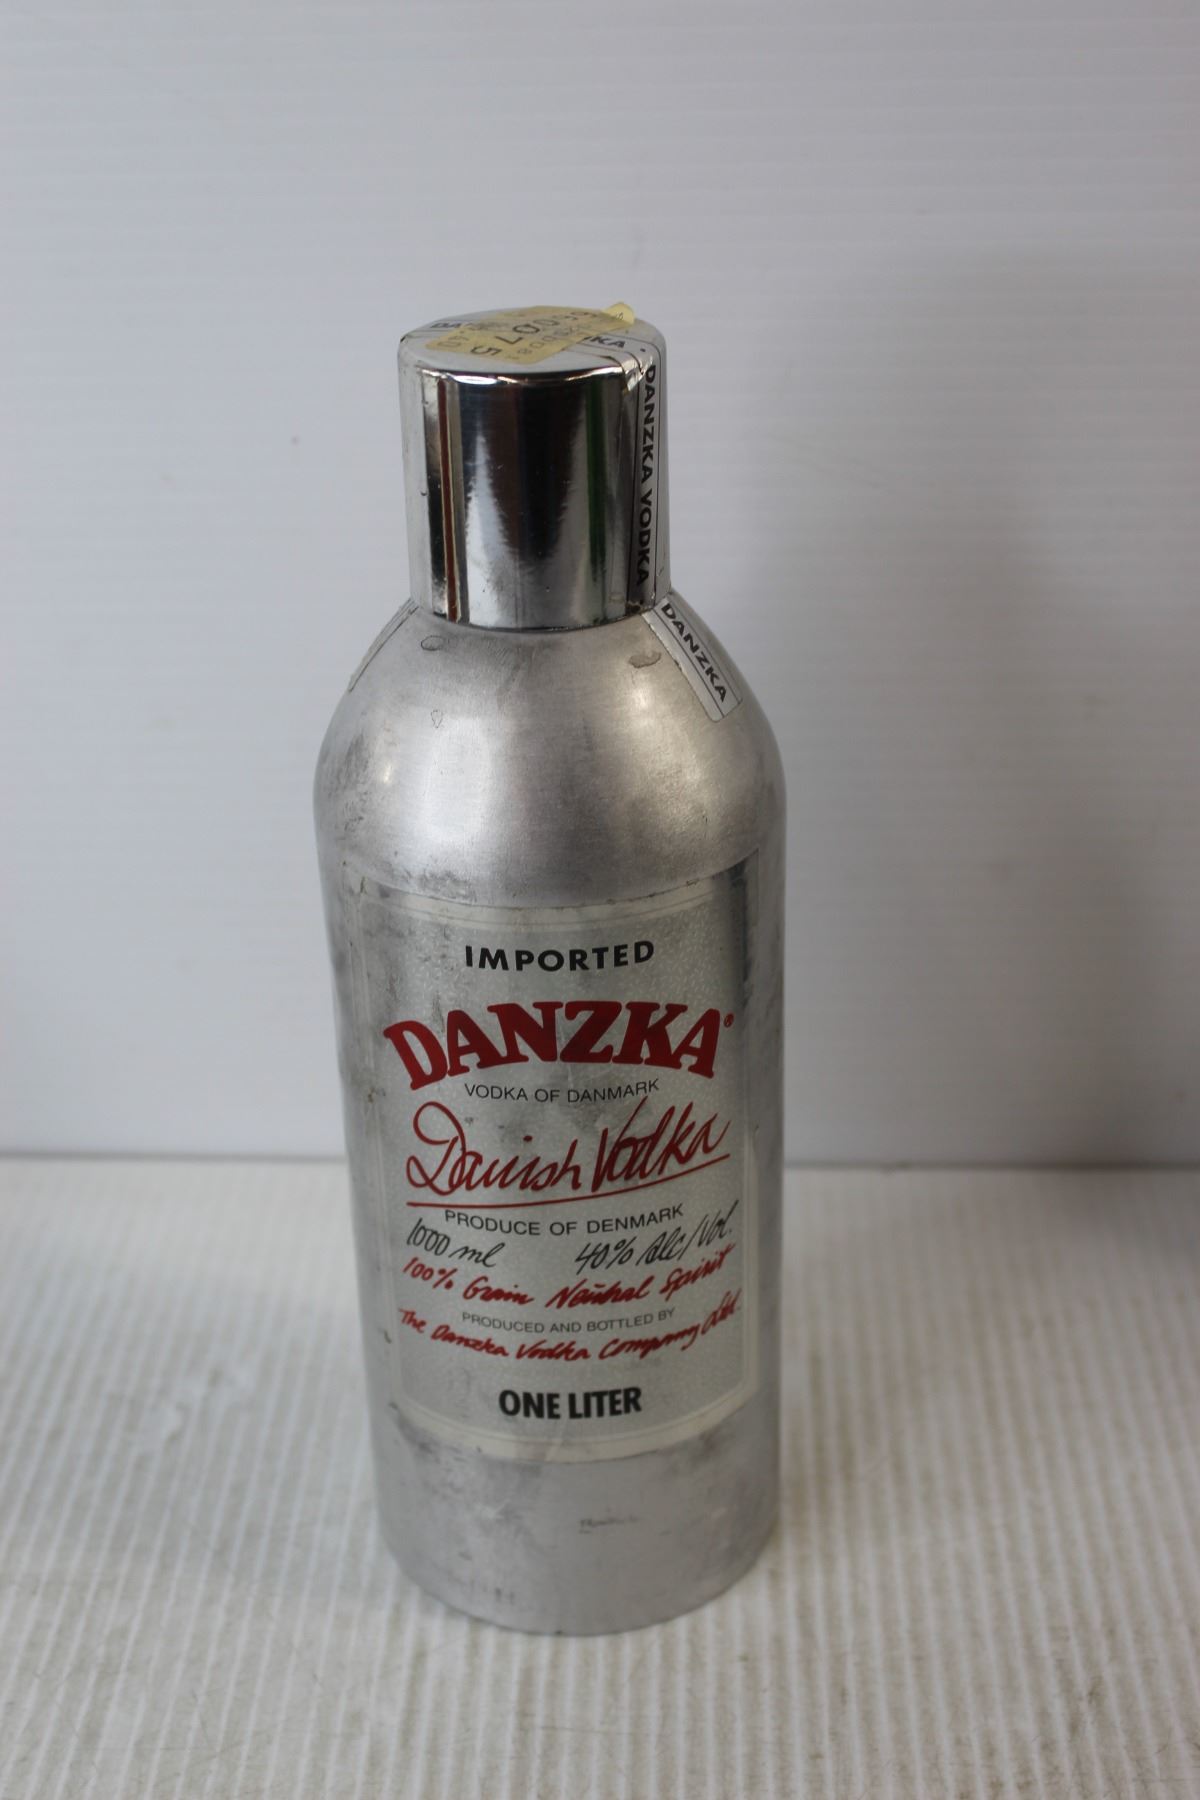 DANZKA VODKA
DANZKA
IMPORTED
DANZKA®
VODKA OF DANMARK
Danish Vodka
PRODUCE OF DENMARK
1000 ml 40% Alc/Vol.
100% Grain Neutral Spirit
PRODUCED AND BOTTLED BY
The Danzka Vodka Company Ltd.
ONE LITER